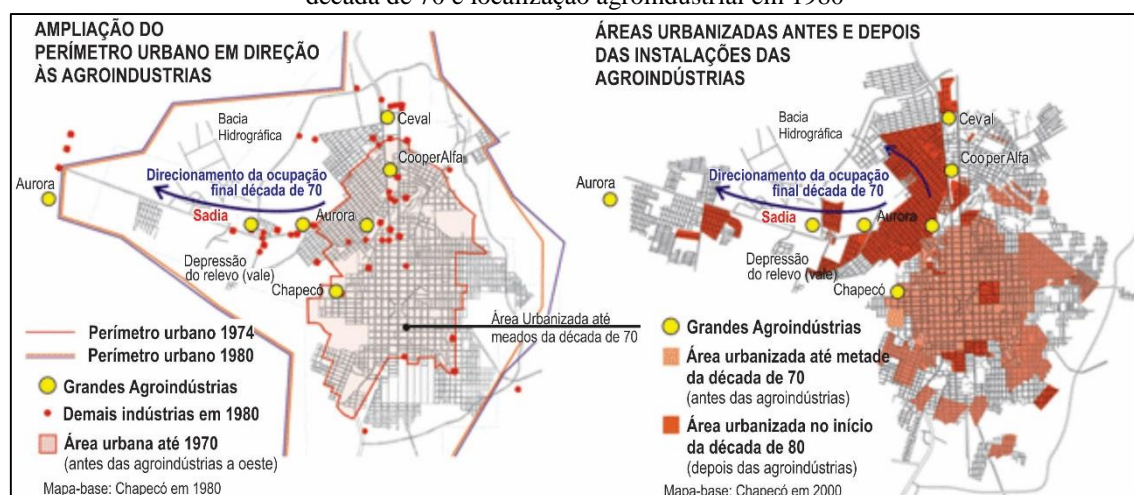 década de 70 e localização agroindustrial em 1980
AMPLIAÇÃO DO
PERÍMETRO URBANO EM DIREÇÃO
ÀS AGROINDUSTRIAS
Bacia
Hidrográfica
Ceval
CooperAlfa
Aurora
Direcionamento da ocupação
final década de 70
Sadia
Aurora
Depressão
do relevo (vale)
Chapecó
Área Urbanizada até
meados da década de 70
Perímetro urbano 1974
Perímetro urbano 1980
Grandes Agroindústrias
Demais indústrias em 1980
Área urbana até 1970
(antes das agroindústrias a oeste)
Mapa-base: Chapecó em 1980
ÁREAS URBANIZADAS ANTES E DEPOIS
DAS INSTALAÇÕES DAS
AGROINDÚSTRIAS
Bacia
Hidrográfica
Ceval
CooperAlfa
Aurora
Direcionamento da ocupação
final década de 70
Sadia
Aurora
Depressão
do relevo (vale)
Chapecó
Grandes Agroindústrias
Área urbanizada até metade
da década de 70
(antes das agroindústrias)
Área urbanizada no início
da década de 80
(depois das agroindústrias)
Mapa-base: Chapecó em 2000